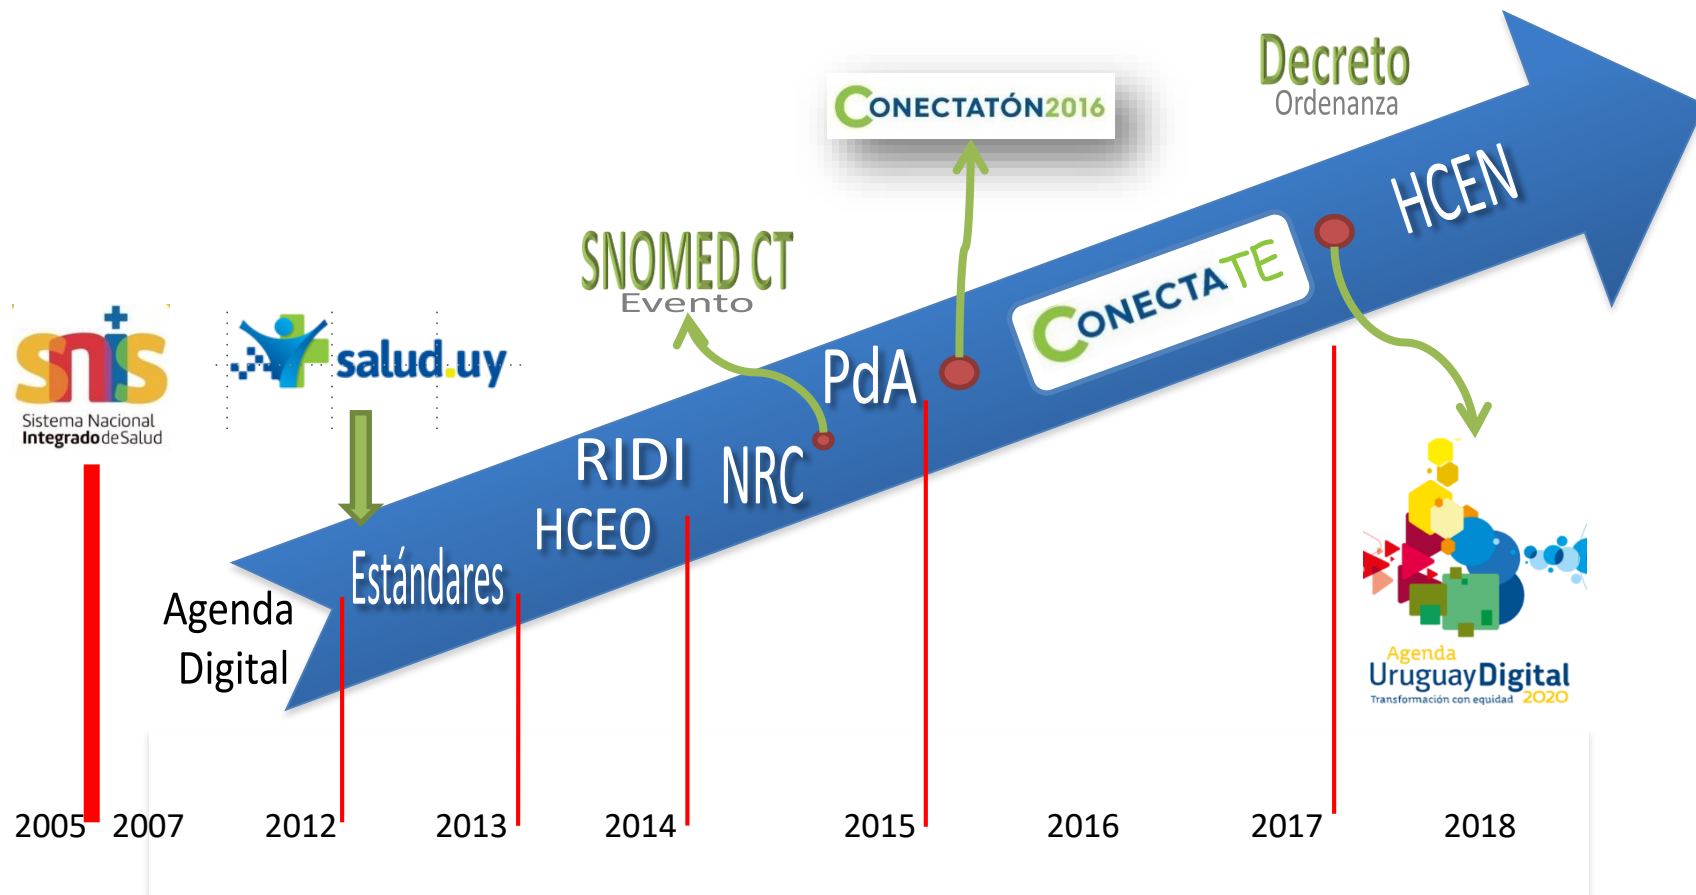 Decreto
Ordenanza
CONECTATÓN2016
HCEN
SNOMED CT
Evento
CONECTATE
snis
Sistema Nacional
Integrado de Salud
salud.uy
PdA
RIDI
NRC
HCEO
Estándares
Agenda
Digital
Agenda
UruguayDigital
Transformación con equidad 2020
2005 2007 2012 2013 2014 2015 2016 2017 2018